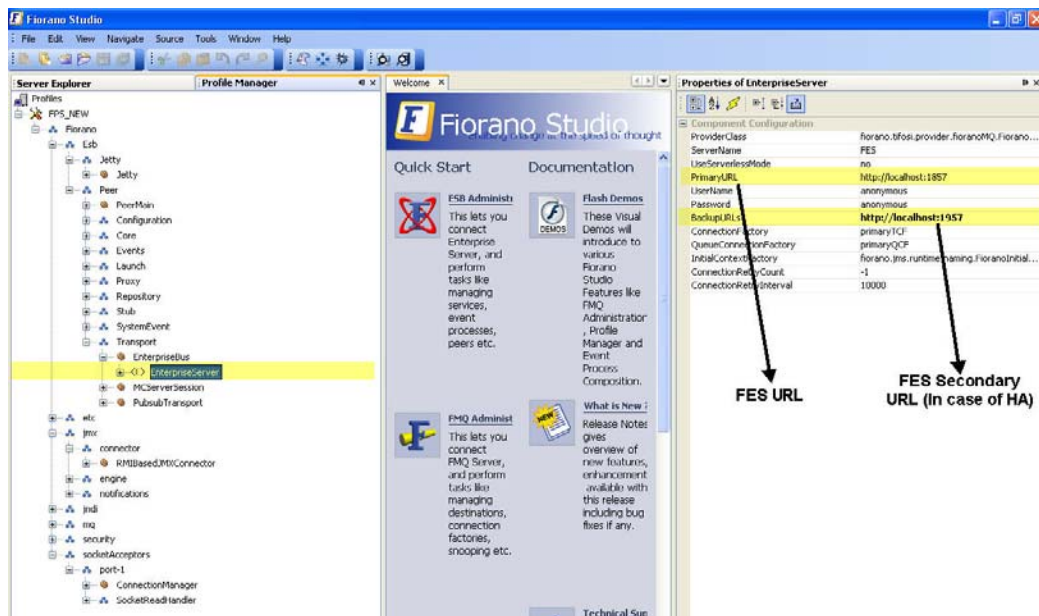 Fiorano Studio
File Edit View Navigate Source Tools Window Help
Server Explorer
Profile Manager
Profiles
FPS_NEW
Fiorano
Esb
Jetty
Jetty
Peer
PeerMain
Configuration
Core
Events
Launch
Proxy
Repository
Stub
SystemEvent
Transport
EnterpriseBus
EnterpriseServer
MCServerSession
PubsubTransport
etc
jmx
connector
RMIBasedJMXConnector
engine
notifications
jndi
mq
security
socketAcceptors
port-1
ConnectionManager
SocketReadHandler
Welcome
Fiorano Studio
enabling change at the speed of thought
Quick Start
ESB Administ
This lets you
connect
Enterprise
Server, and
perform
tasks like
managing
services,
event
processes,
peers etc.
FMQ Administ
This lets you
connect
FMQ Server,
and perform
tasks like
managing
destinations,
connection
factories,
snooping etc.
Documentation
DEMOS
Flash Demos
These Visual
Demos will
introduce to
various
Fiorano
Studio
Features like
FMQ
Administration
, Profile
Manager and
Event
Process
Composition.
NEW
What is New ?
Release Notes
gives
overview of
new features,
enhancement
available with
this release
including bug
fixes if any.
Technical Sup
Properties of EnterpriseServer
Component Configuration
ProviderClass fiorano.tifosi.provider.fioranoMQ.Fiorano...
ServerName FES
UseServerlessMode no
PrimaryURL http://localhost:1857
UserName anonymous
Password anonymous
BackupURLs http://localhost:1957
ConnectionFactory primaryTCF
QueueConnectionFactory primaryQCF
InitialContextFactory fiorano.jms.runtime.naming.FioranoInitial...
ConnectionRetryCount -1
ConnectionRetryInterval 10000
FES URL
FES Secondary
URL (In case of HA)